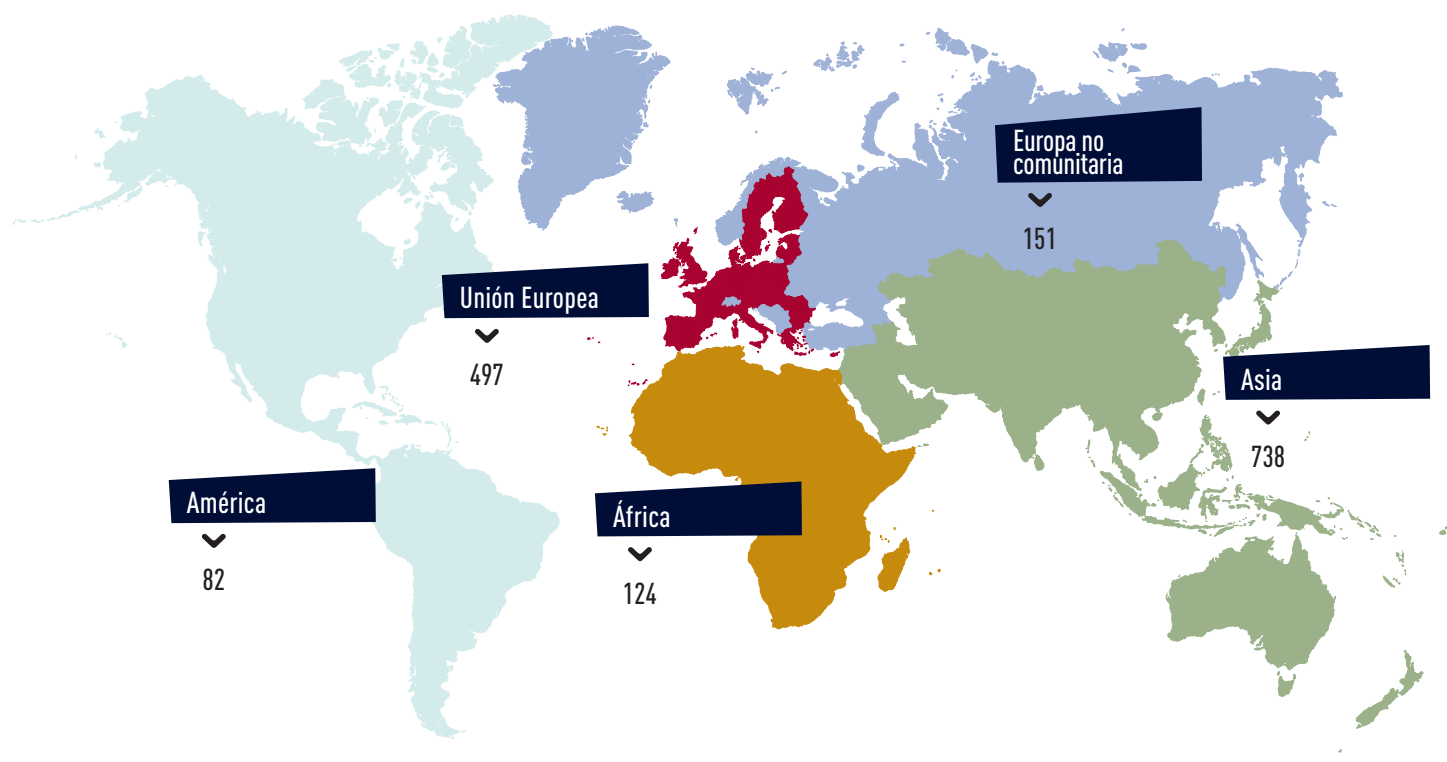 Europa no
comunitaria
151
Unión Europea
497
Asia
738
América
82
África
124